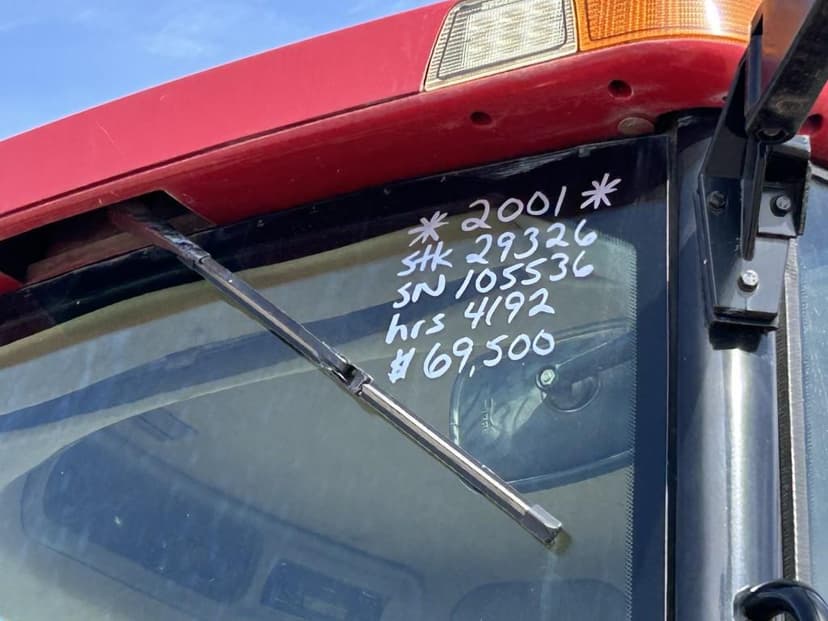 * 2001 *
stk 29326
SN 105536
hrs 4192
$69,500